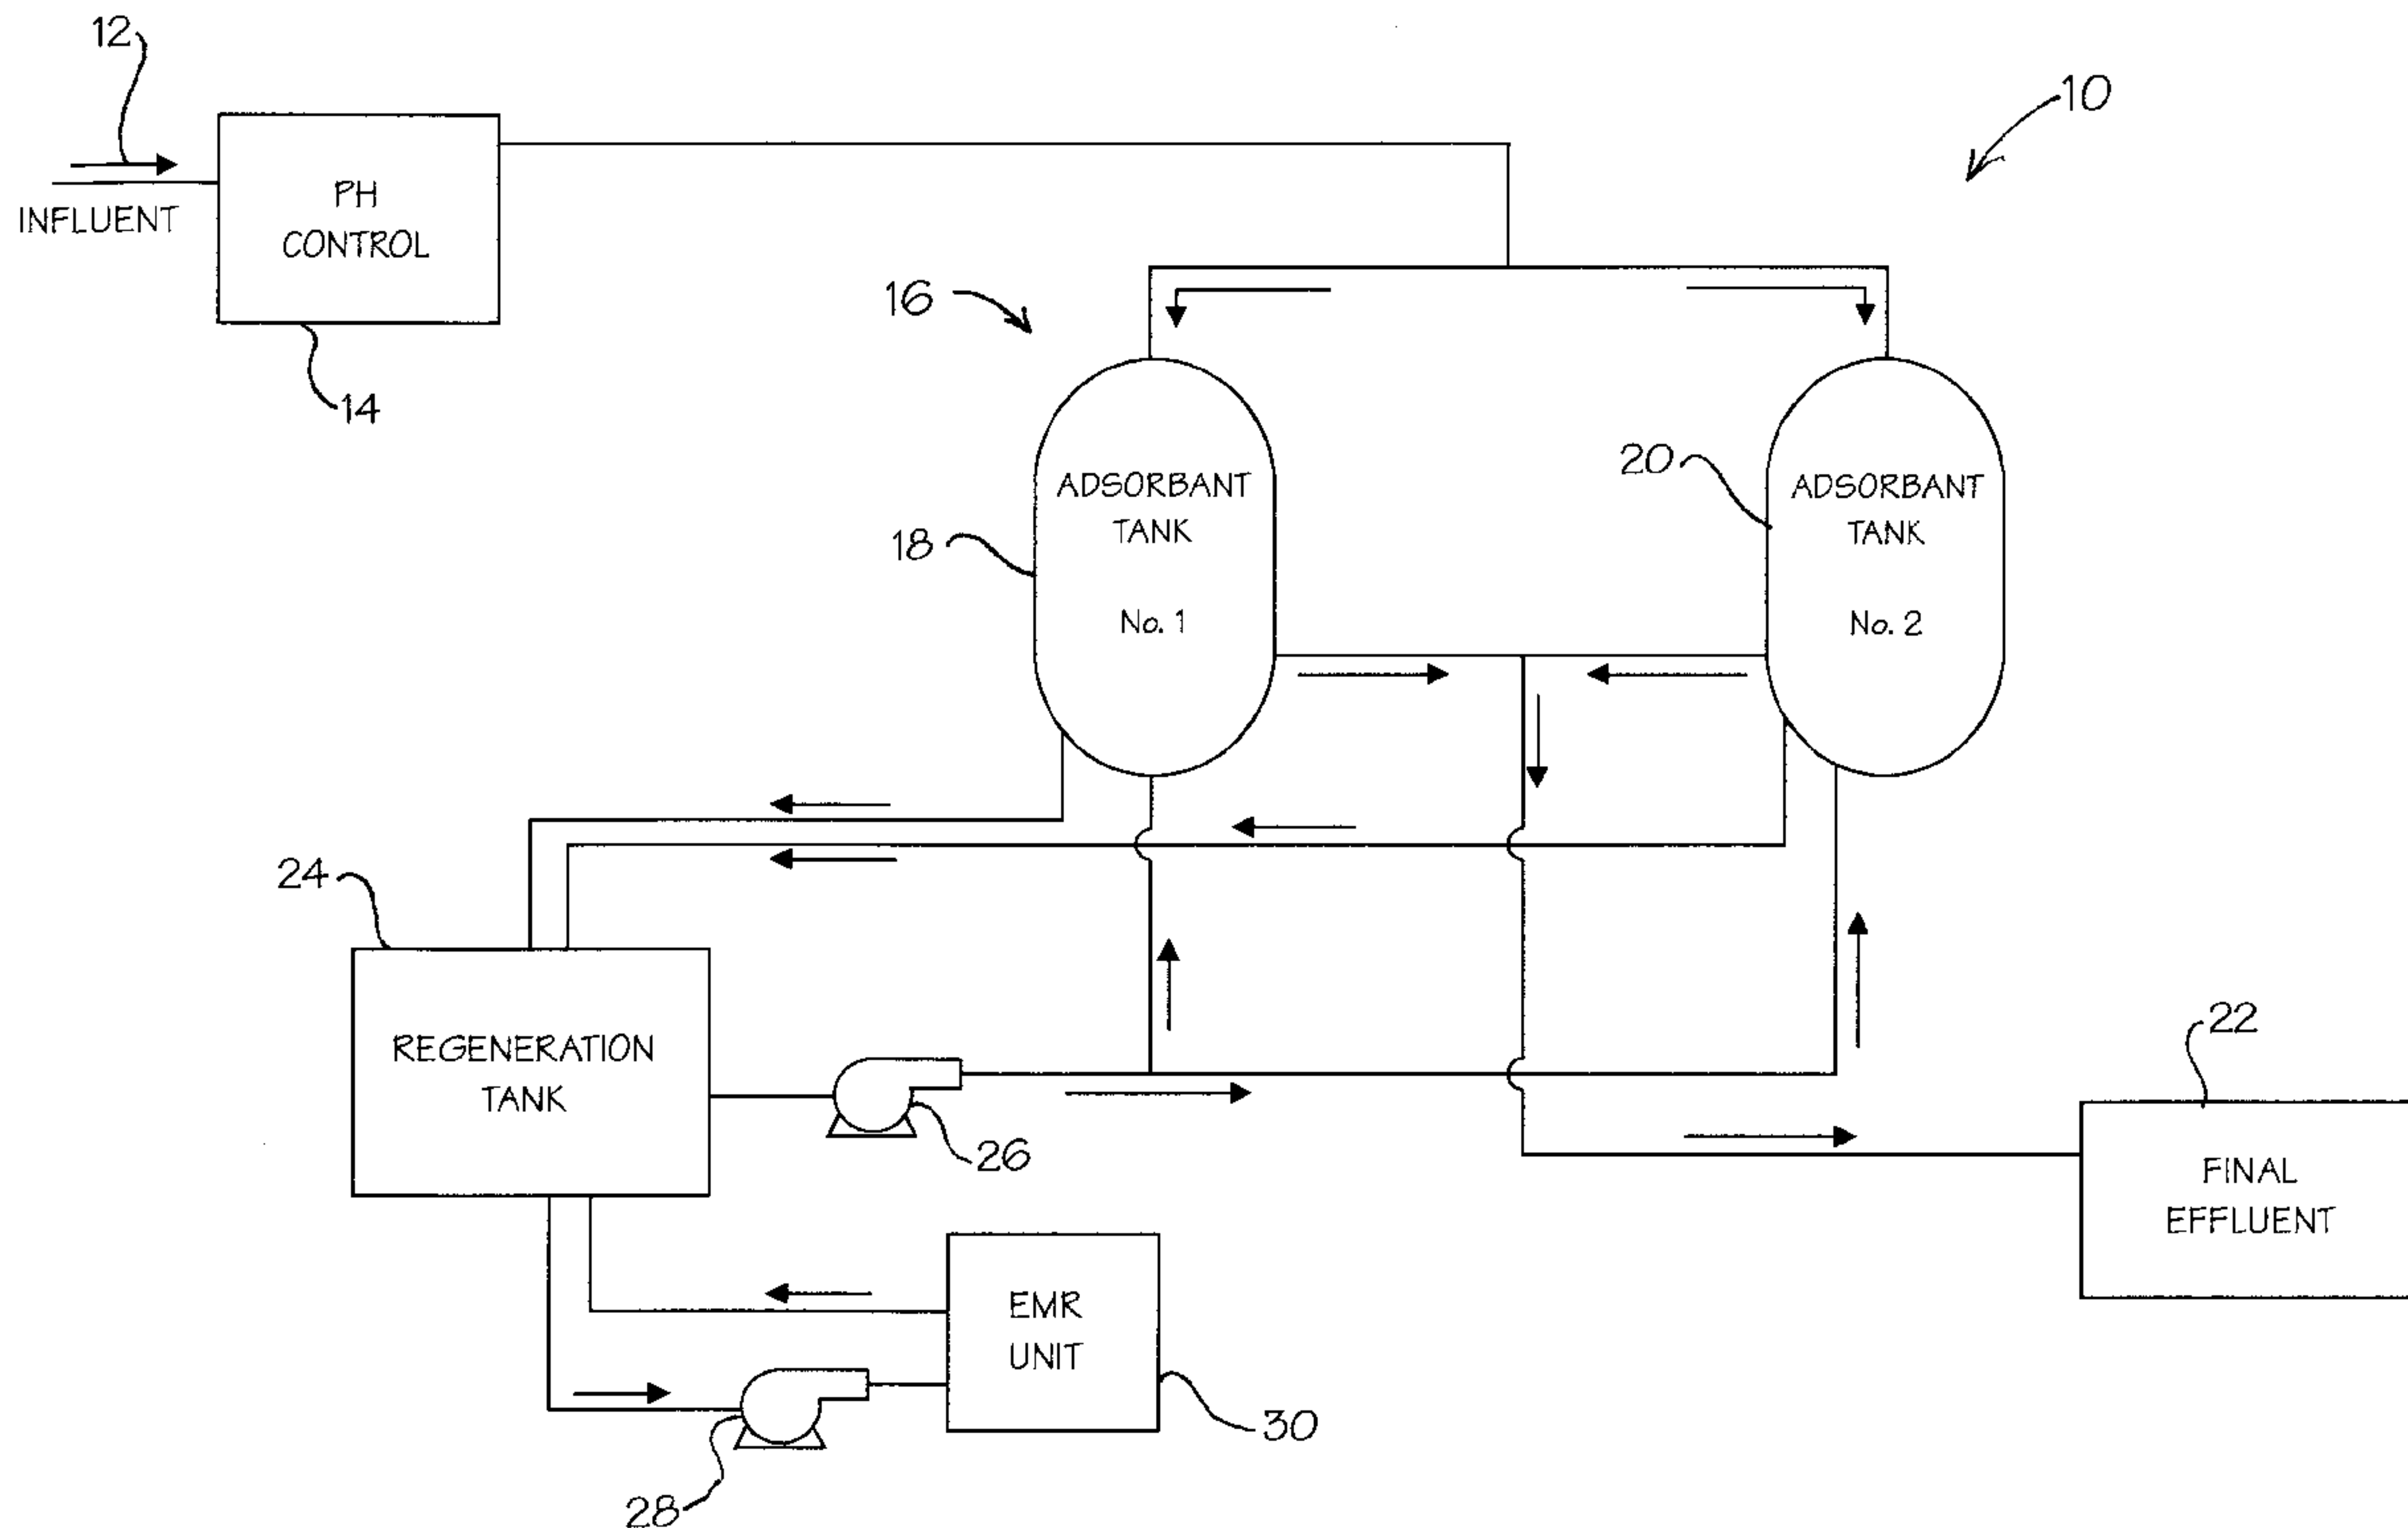 12
10
INFLUENT
PH
CONTROL
14
16
18
ADSORBANT
TANK
No. 1
20
ADSORBANT
TANK
No. 2
24
REGENERATION
TANK
26
22
FINAL
EFFLUENT
EMR
UNIT
30
28